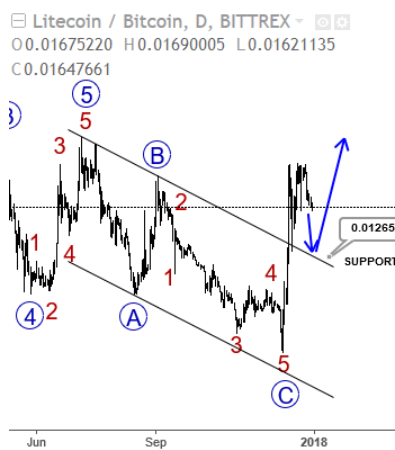 Litecoin / Bitcoin, D, BITTREX
O0.01675220 H0.01690005 L0.01621135
C0.01647661
5
5
3
3
B
2
1
4
0.01265
SUPPORT
1
4
4
2
A
3
5
C
Jun Sep 2018